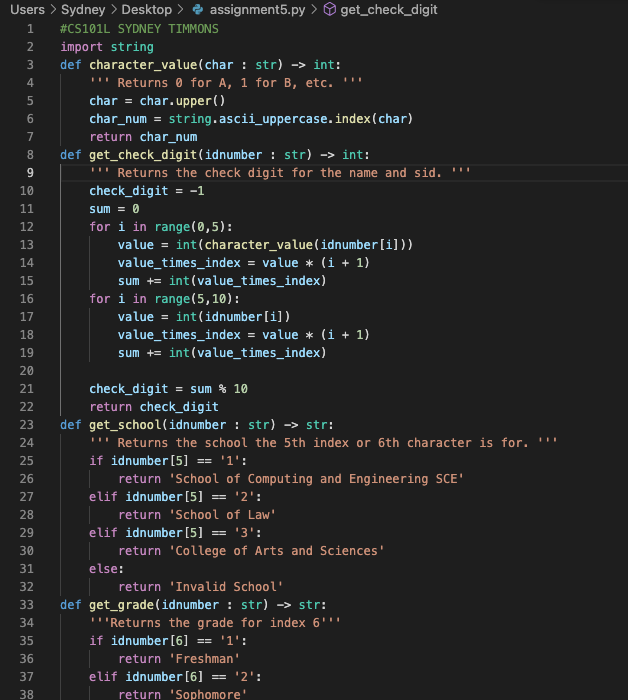 Users > Sydney > Desktop > assignment5.py > get_check_digit
1 #CS101L SYDNEY TIMMONS
2 import string
3 def character_value(char : str) -> int:
4     ''' Returns 0 for A, 1 for B, etc. '''
5     char = char.upper()
6     char_num = string.ascii_uppercase.index(char)
7     return char_num
8 def get_check_digit(idnumber : str) -> int:
9     ''' Returns the check digit for the name and sid. '''
10     check_digit = -1
11     sum = 0
12     for i in range(0,5):
13         value = int(character_value(idnumber[i]))
14         value_times_index = value * (i + 1)
15         sum += int(value_times_index)
16     for i in range(5,10):
17         value = int(idnumber[i])
18         value_times_index = value * (i + 1)
19         sum += int(value_times_index)
20
21     check_digit = sum % 10
22     return check_digit
23 def get_school(idnumber : str) -> str:
24     ''' Returns the school the 5th index or 6th character is for. '''
25     if idnumber[5] == '1':
26         return 'School of Computing and Engineering SCE'
27     elif idnumber[5] == '2':
28         return 'School of Law'
29     elif idnumber[5] == '3':
30         return 'College of Arts and Sciences'
31     else:
32         return 'Invalid School'
33 def get_grade(idnumber : str) -> str:
34     '''Returns the grade for index 6'''
35     if idnumber[6] == '1':
36         return 'Freshman'
37     elif idnumber[6] == '2':
38         return 'Sophomore'